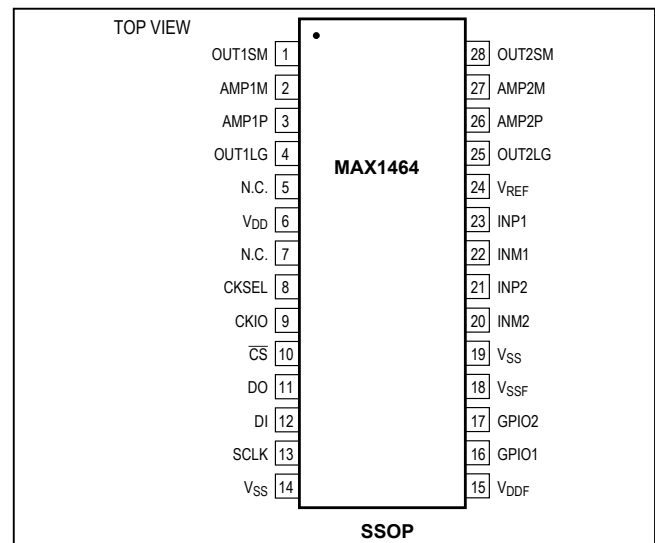 TOP VIEW
OUT1SM 1 28 OUT2SM
AMP1M 2 27 AMP2M
AMP1P 3 26 AMP2P
OUT1LG 4 25 OUT2LG
MAX1464
N.C. 5 24 VREF
VDD 6 23 INP1
N.C. 7 22 INM1
CKSEL 8 21 INP2
CKIO 9 20 INM2
C̅S̅ 10 19 VSS
DO 11 18 VSSF
DI 12 17 GPIO2
SCLK 13 16 GPIO1
VSS 14 15 VDDF
SSOP